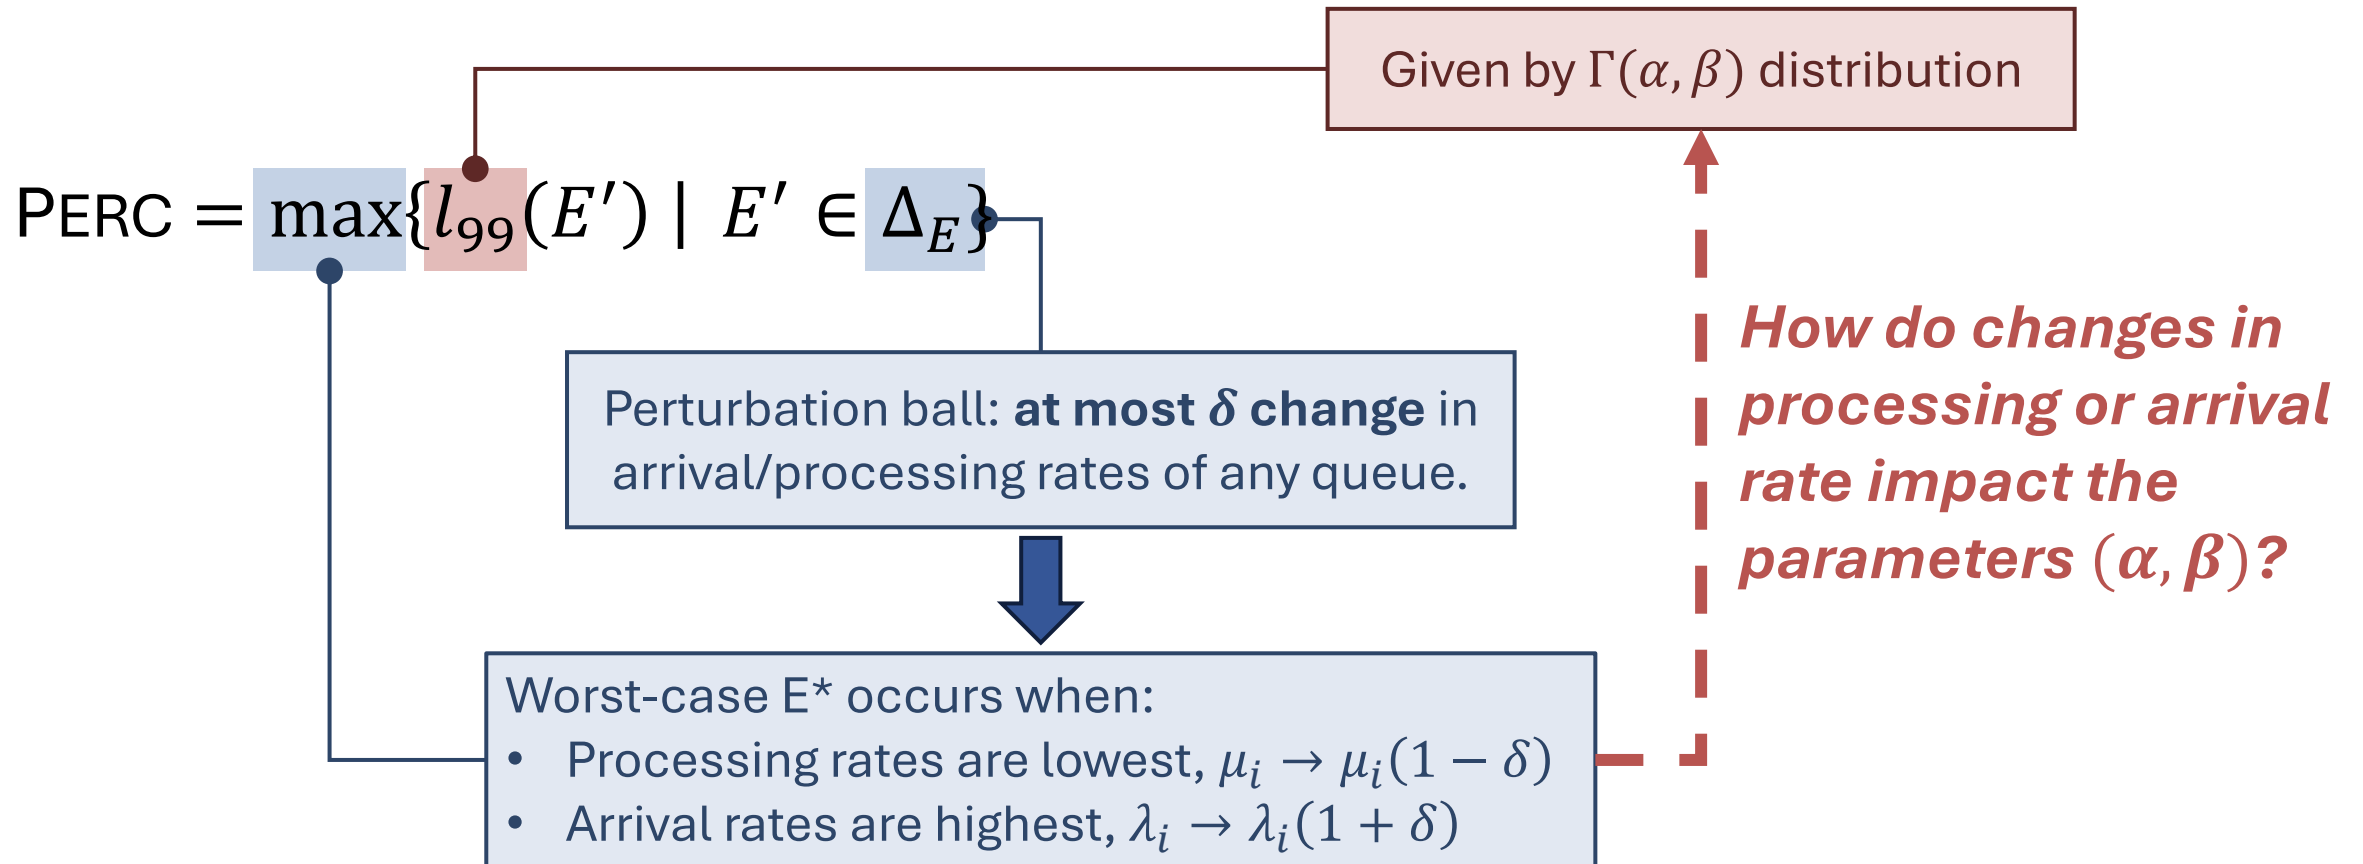 Given by Γ(α, β) distribution
PERC = max{l₉₉(E′) | E′ ∈ Δ_E}
How do changes in
processing or arrival
rate impact the
parameters (α, β)?
Perturbation ball: at most δ change in
arrival/processing rates of any queue.
Worst-case E* occurs when:
• Processing rates are lowest, μᵢ → μᵢ(1 − δ)
• Arrival rates are highest, λᵢ → λᵢ(1 + δ)